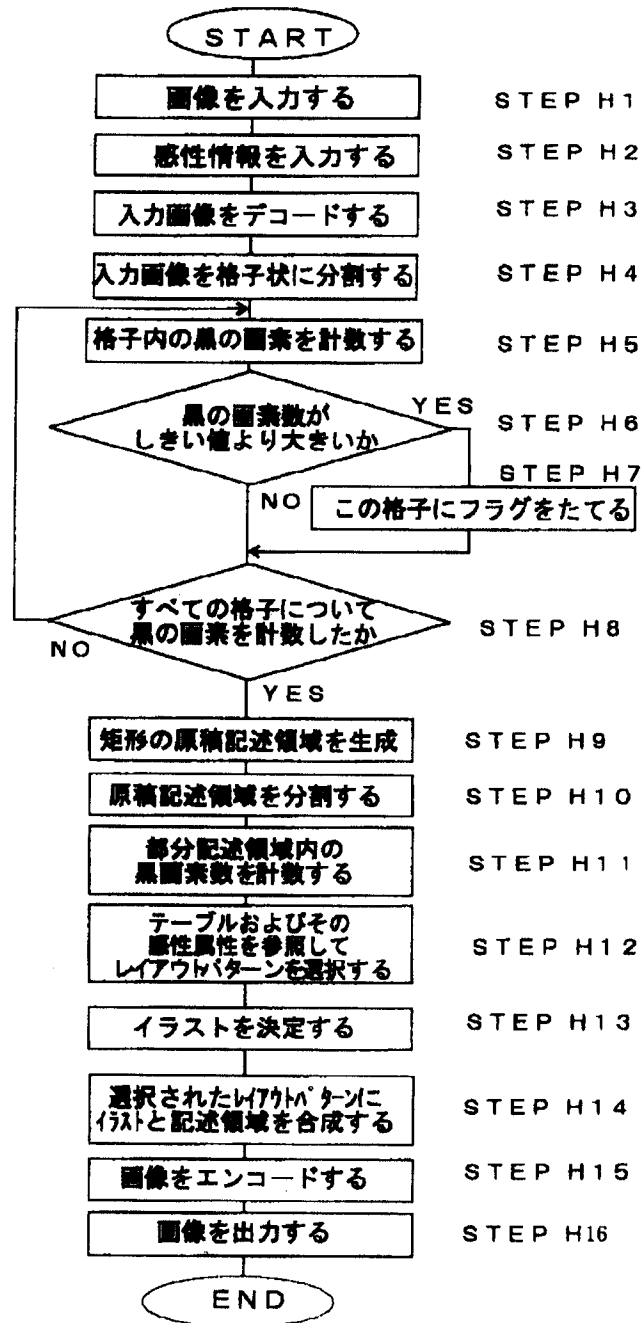 START
画像を入力する STEP H1
感性情報を入力する STEP H2
入力画像をデコードする STEP H3
入力画像を格子状に分割する STEP H4
格子内の黒の画素を計数する STEP H5
黒の画素数が YES
しきい値より大きいか STEP H6
STEP H7
NO この格子にフラグをたてる
すべての格子について
黒の画素を計数したか STEP H8
NO
YES
矩形の原稿記述領域を生成 STEP H9
原稿記述領域を分割する STEP H10
部分記述領域内の
黒画素数を計数する STEP H11
テーブルおよびその
感性属性を参照して STEP H12
レイアウトパターンを選択する
イラストを決定する STEP H13
選択されたレイアウトパターンに
イラストと記述領域を合成する STEP H14
画像をエンコードする STEP H15
画像を出力する STEP H16
END